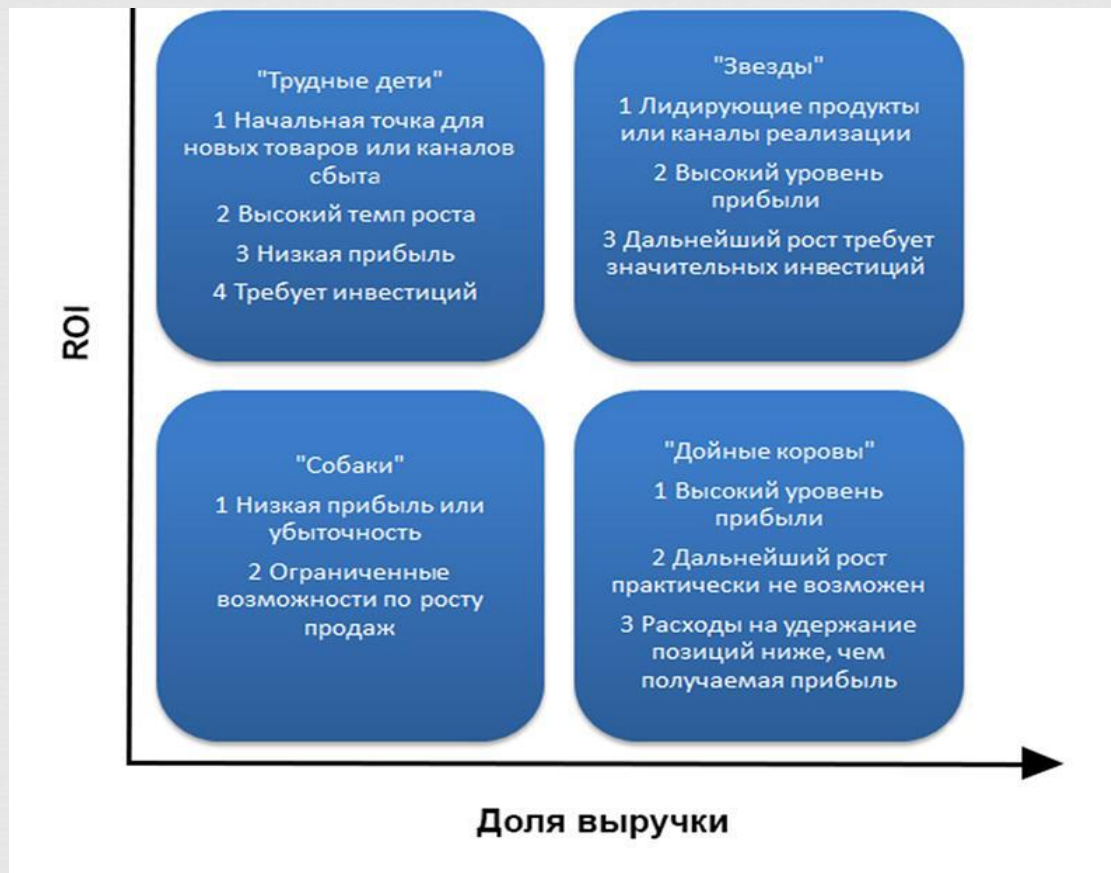 "Трудные дети"
1 Начальная точка для
новых товаров или каналов
сбыта
2 Высокий темп роста
3 Низкая прибыль
4 Требует инвестиций
"Звезды"
1 Лидирующие продукты
или каналы реализации
2 Высокий уровень
прибыли
3 Дальнейший рост требует
значительных инвестиций
ROI
"Собаки"
1 Низкая прибыль или
убыточность
2 Ограниченные
возможности по росту
продаж
"Дойные коровы"
1 Высокий уровень
прибыли
2 Дальнейший рост
практически не возможен
3 Расходы на удержание
позиций ниже, чем
получаемая прибыль
Доля выручки